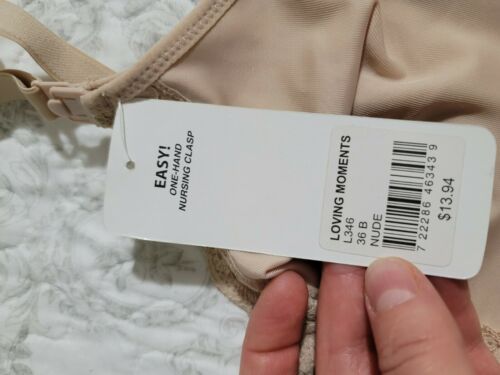 EASY!
ONE-HAND
NURSING CLASP
LOVING MOMENTS
L346
36 B
NUDE
7 22286 46343 9
$13.94